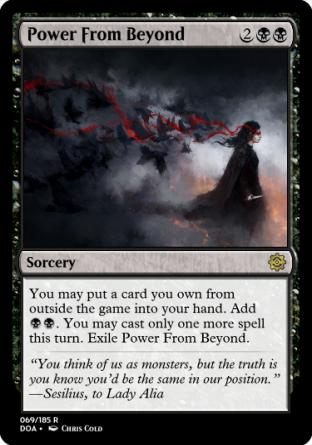 Power From Beyond 2
Sorcery
You may put a card you own from
outside the game into your hand. Add
. You may cast only one more spell
this turn. Exile Power From Beyond.
“You think of us as monsters, but the truth is
you know you’d be the same in our position.”
—Sesilius, to Lady Alia
069/185 R
DOA • Chris Cold